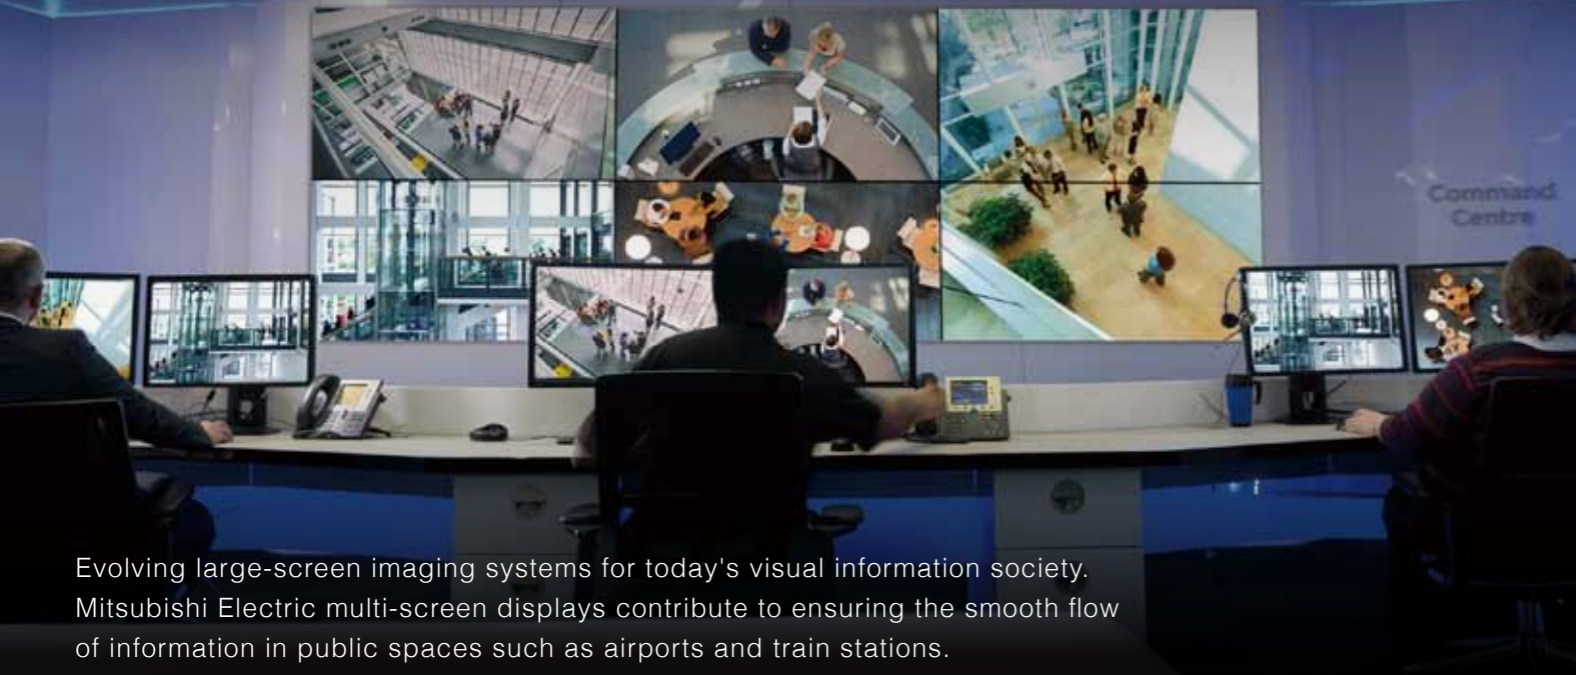 Command
Centre
Evolving large-screen imaging systems for today's visual information society.
Mitsubishi Electric multi-screen displays contribute to ensuring the smooth flow
of information in public spaces such as airports and train stations.